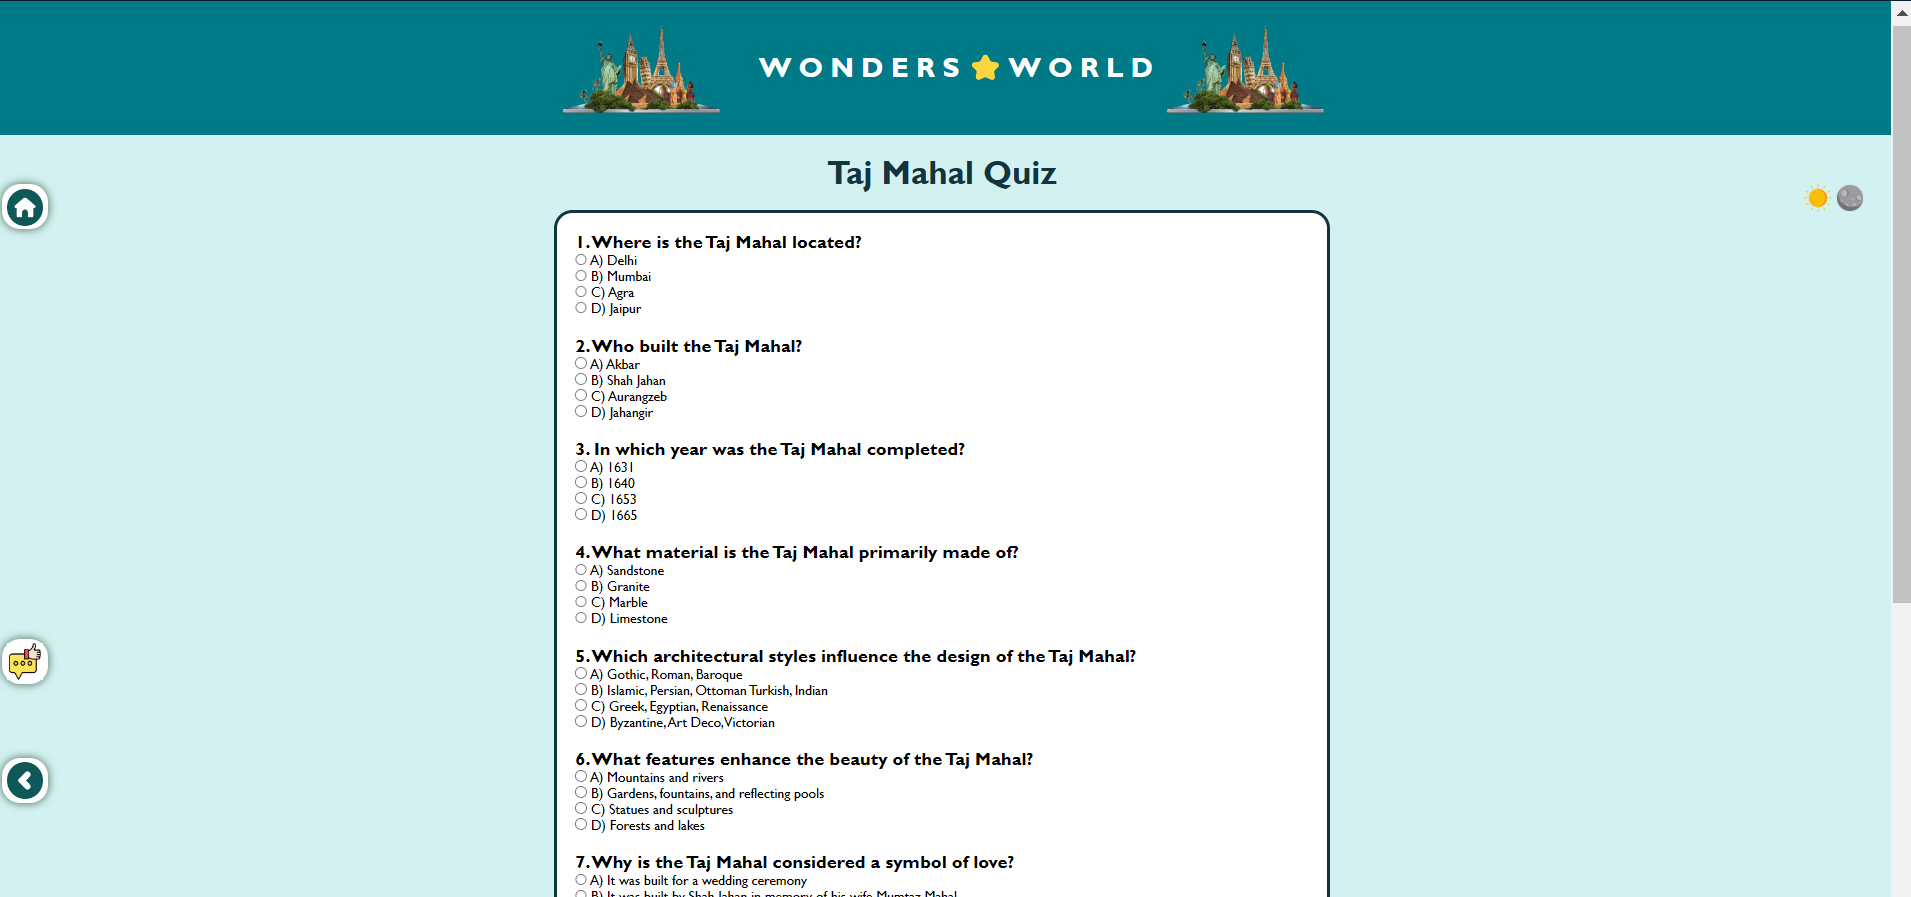 WONDERS WORLD
Taj Mahal Quiz
1. Where is the Taj Mahal located?
A) Delhi
B) Mumbai
C) Agra
D) Jaipur
2. Who built the Taj Mahal?
A) Akbar
B) Shah Jahan
C) Aurangzeb
D) Jahangir
3. In which year was the Taj Mahal completed?
A) 1631
B) 1640
C) 1653
D) 1665
4. What material is the Taj Mahal primarily made of?
A) Sandstone
B) Granite
C) Marble
D) Limestone
5. Which architectural styles influence the design of the Taj Mahal?
A) Gothic, Roman, Baroque
B) Islamic, Persian, Ottoman Turkish, Indian
C) Greek, Egyptian, Renaissance
D) Byzantine, Art Deco, Victorian
6. What features enhance the beauty of the Taj Mahal?
A) Mountains and rivers
B) Gardens, fountains, and reflecting pools
C) Statues and sculptures
D) Forests and lakes
7. Why is the Taj Mahal considered a symbol of love?
A) It was built for a wedding ceremony
B) It was built by Shah Jahan in memory of his wife Mumtaz Mahal